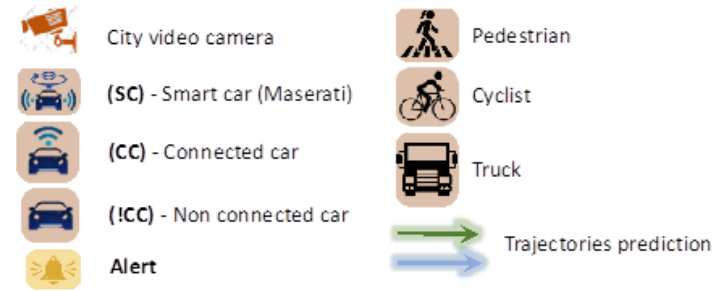 City video camera
(SC) - Smart car (Maserati)
(CC) - Connected car
(!CC) - Non connected car
Alert
Pedestrian
Cyclist
Truck
Trajectories prediction